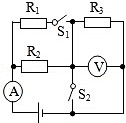 R₁ R₃
S₁
R₂ V
A S₂